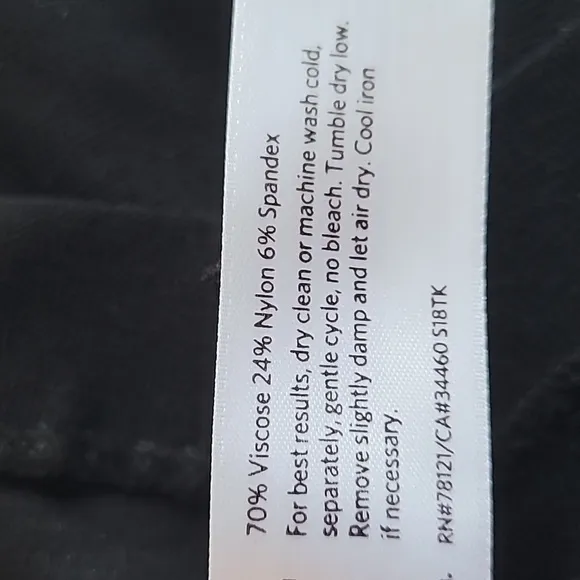 70% Viscose 24% Nylon 6% Spandex
For best results, dry clean or machine wash cold,
separately, gentle cycle, no bleach. Tumble dry low.
Remove slightly damp and let air dry. Cool iron
if necessary.
RN#78121/CA#34460 S18TK